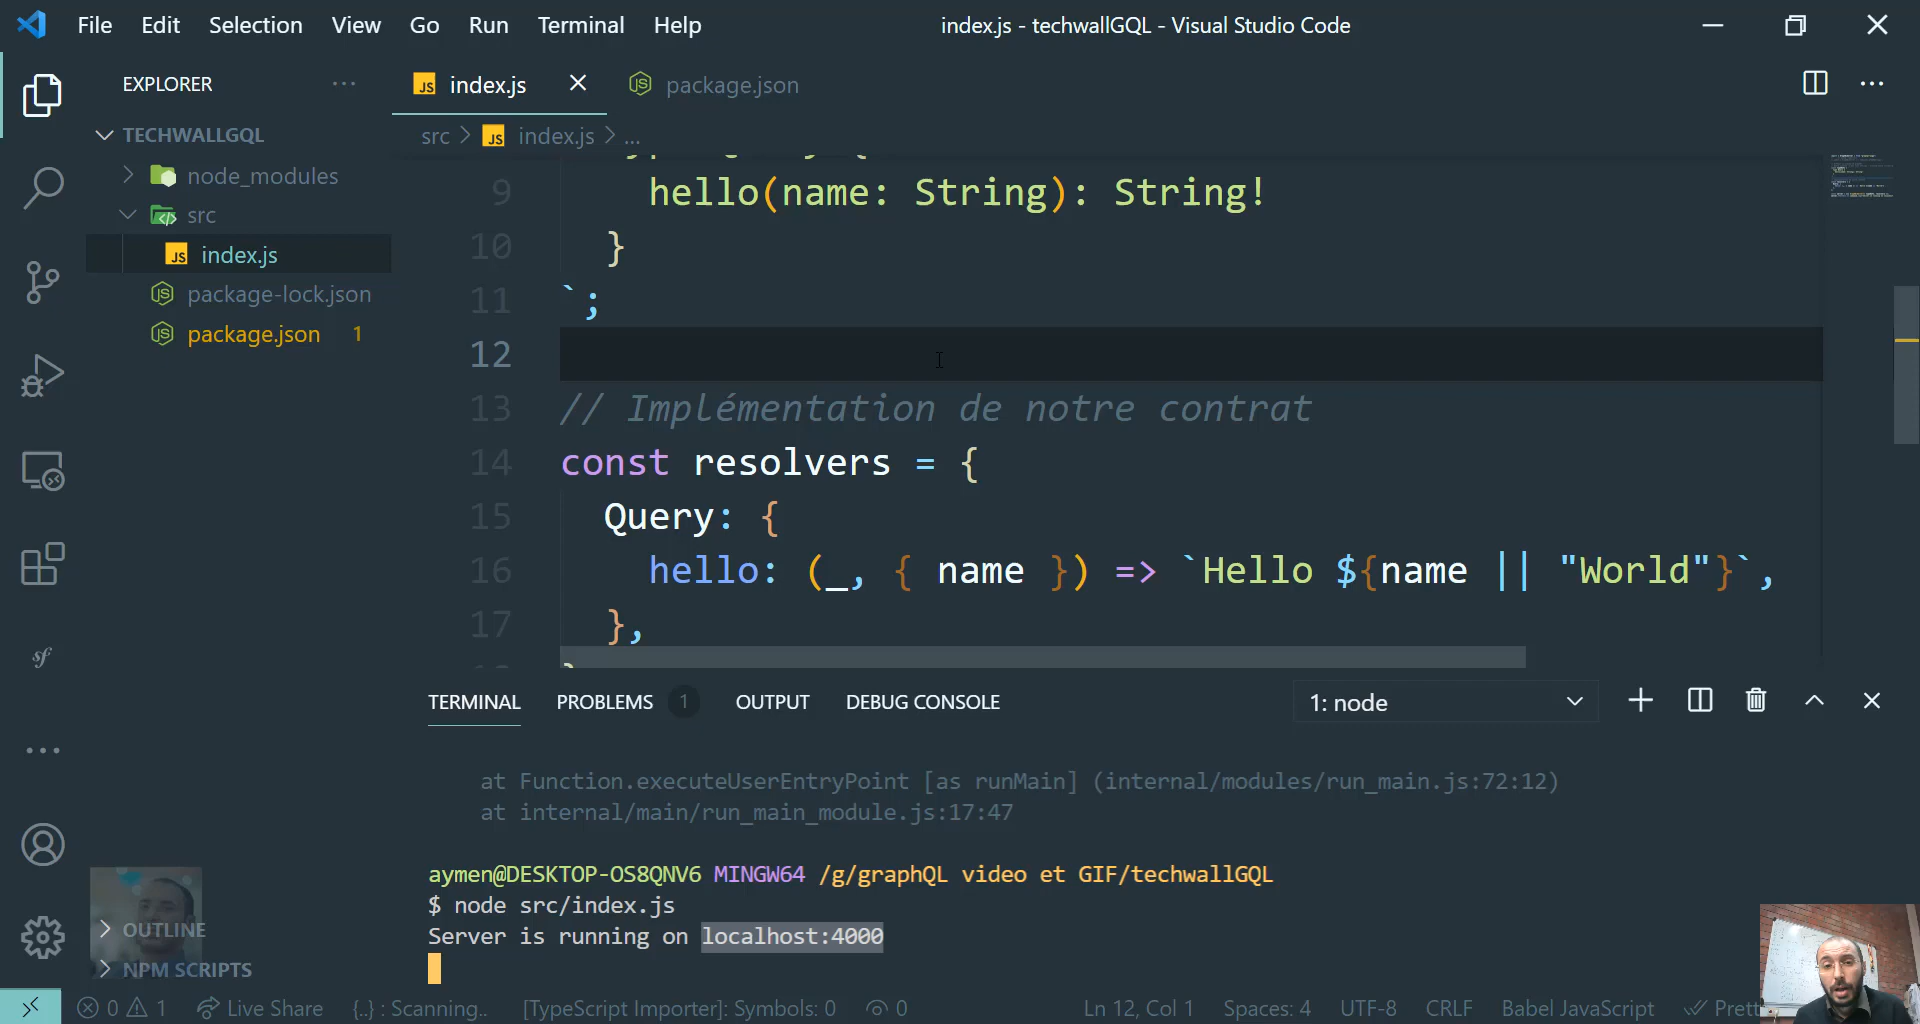 File Edit Selection View Go Run Terminal Help
index.js - techwallGQL - Visual Studio Code
EXPLORER
index.js
package.json
TECHWALLGQL
node_modules
src
index.js
package-lock.json
package.json 1
src > JS index.js > ...
9 hello(name: String): String!
10 }
11 `;
12
13 // Implémentation de notre contrat
14 const resolvers = {
15 Query: {
16 hello: (_, { name }) => `Hello ${name || "World"}`,
17 },
TERMINAL PROBLEMS 1 OUTPUT DEBUG CONSOLE
1: node
at Function.executeUserEntryPoint [as runMain] (internal/modules/run_main.js:72:12)
at internal/main/run_main_module.js:17:47
aymen@DESKTOP-OS8QNV6 MINGW64 /g/graphQL video et GIF/techwallGQL
$ node src/index.js
Server is running on localhost:4000
OUTLINE
NPM SCRIPTS
0 1 Live Share {..} : Scanning.. [TypeScript Importer]: Symbols: 0 0
Ln 12, Col 1 Spaces: 4 UTF-8 CRLF Babel JavaScript Prett